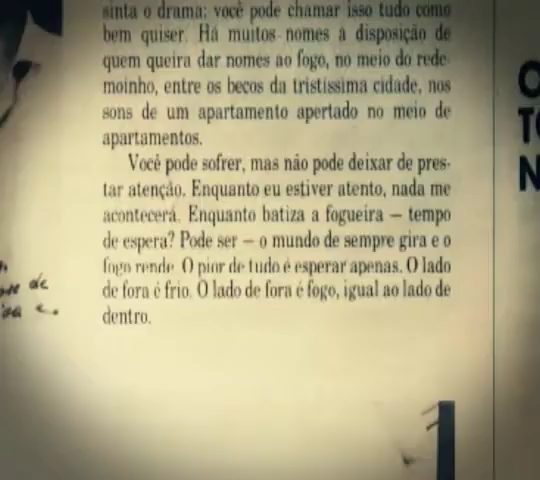 sinta o drama: você pode chamar isso tudo como
bem quiser. Há muitos nomes à disposição de
quem queira dar nomes ao fogo, no meio do rede-
moinho, entre os becos da tristíssima cidade, nos
sons de um apartamento apertado no meio de
apartamentos.
Você pode sofrer, mas não pode deixar de pres-
tar atenção. Enquanto eu estiver atento, nada me
acontecerá. Enquanto batiza a fogueira — tempo
de espera? Pode ser — o mundo de sempre gira e o
fogo rende. O pior de tudo é esperar apenas. O lado
de fora é frio. O lado de fora é fogo, igual ao lado de
dentro.
de
O
TO
N